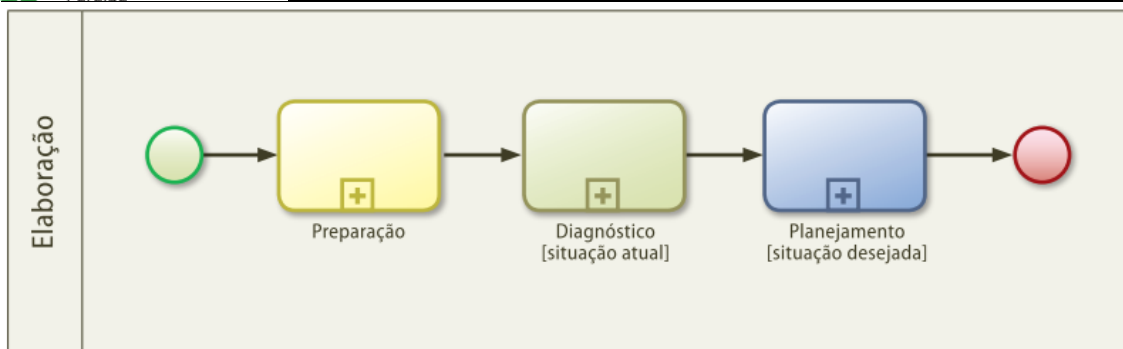 Elaboração
Preparação
Diagnóstico
[situação atual]
Planejamento
[situação desejada]